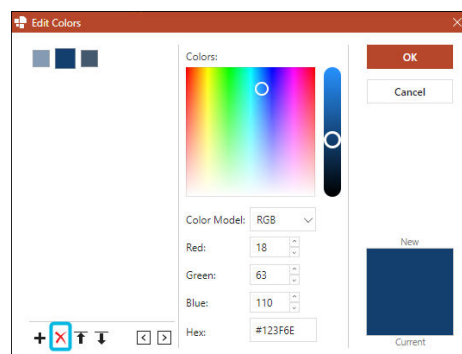 Edit Colors
Colors:
OK
Cancel
Color Model: RGB
Red: 18
Green: 63
Blue: 110
Hex: #123F6E
New
Current